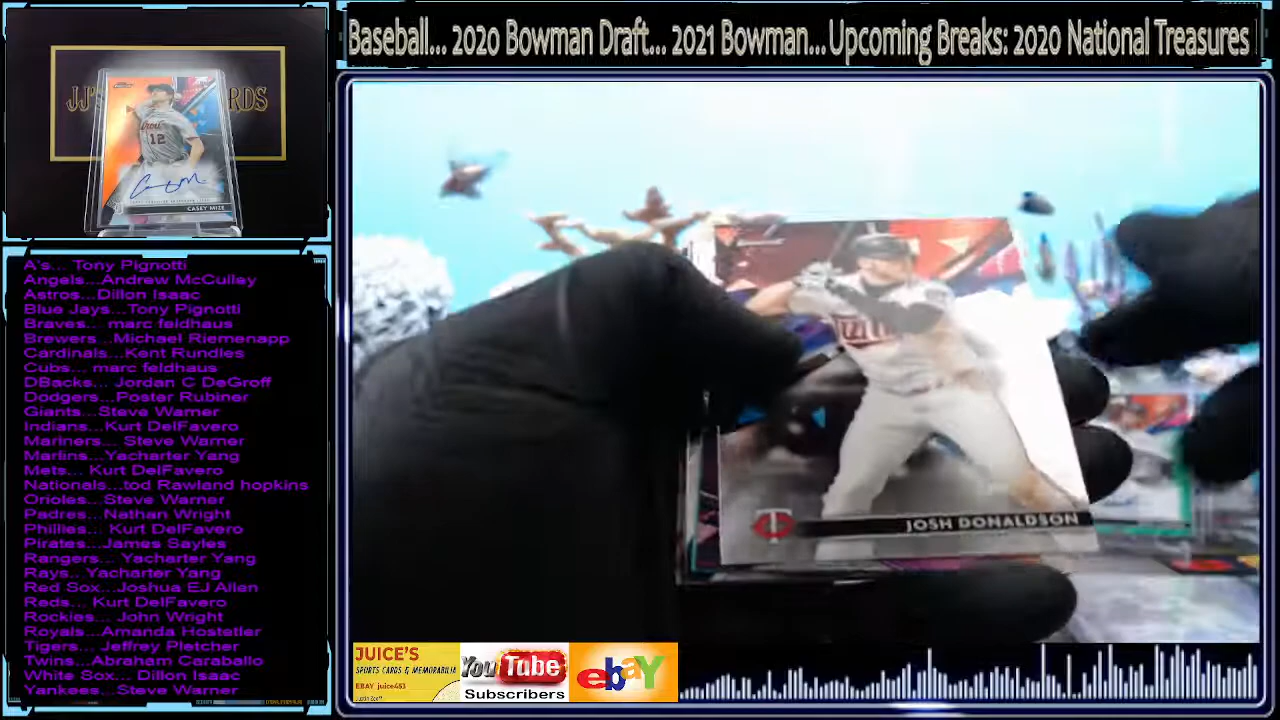 Baseball... 2020 Bowman Draft... 2021 Bowman...Upcoming Breaks: 2020 National Treasures
JJ'S
RDS
Detroit
12
CASEY MIZE
A's... Tony Pignotti
Angels...Andrew McCulley
Astros...Dillon Isaac
Blue Jays...Tony Pignotti
Braves... marc feldhaus
Brewers...Michael Riemenapp
Cardinals...Kent Rundles
Cubs... marc feldhaus
DBacks... Jordan C DeGroff
Dodgers...Poster Rubiner
Giants...Steve Warner
Indians...Kurt DelFavero
Mariners... Steve Warner
Marlins...Yacharter Yang
Mets... Kurt DelFavero
Nationals...tod Rawland hopkins
Orioles...Steve Warner
Padres...Nathan Wright
Phillies... Kurt DelFavero
Pirates...James Sayles
Rangers... Yacharter Yang
Rays...Yacharter Yang
Red Sox...Joshua EJ Allen
Reds... Kurt DelFavero
Rockies... John Wright
Royals...Amanda Hostetler
Tigers... Jeffrey Pletcher
Twins...Abraham Caraballo
White Sox... Dillon Isaac
Yankees...Steve Warner
JOSH DONALDSON
JUICE'S
SPORTS CARDS & MEMORABILIA
EBAY juice453
YouTube
Subscribers
ebay